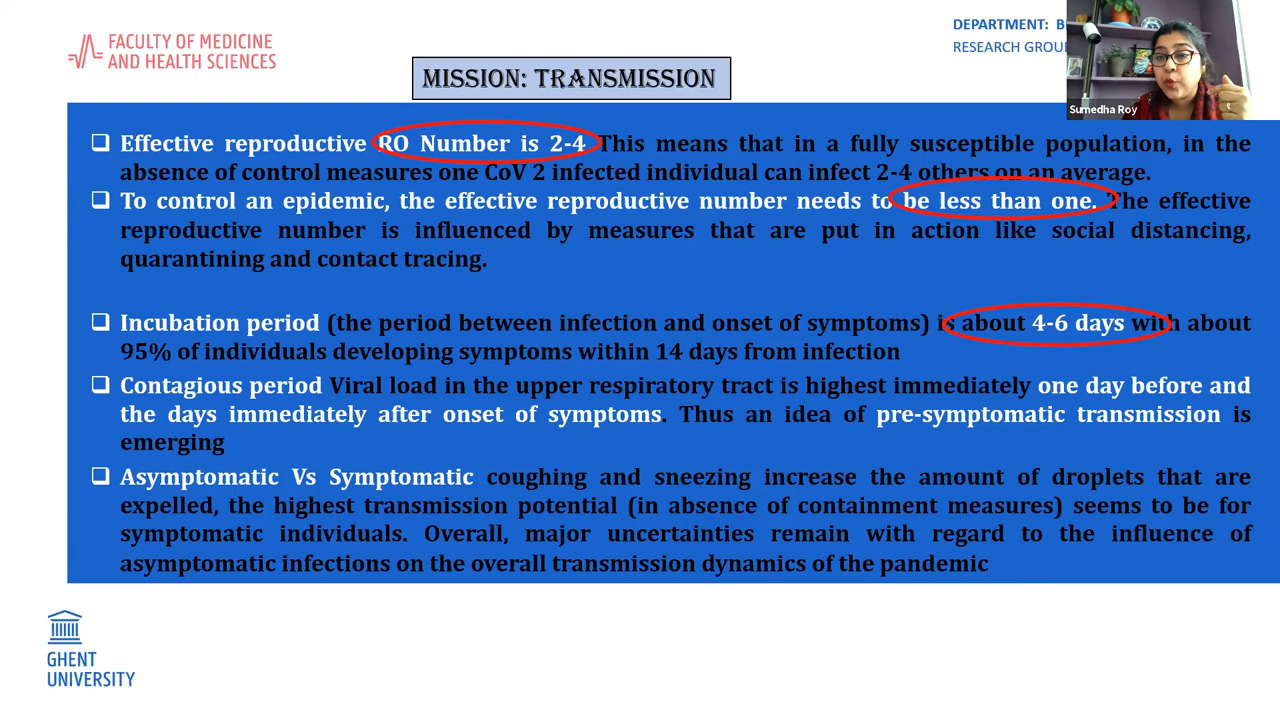 FACULTY OF MEDICINE
AND HEALTH SCIENCES
DEPARTMENT:
RESEARCH GROU
MISSION: TRANSMISSION
Sumedha Roy
❑ Effective reproductive RO Number is 2-4 This means that in a fully susceptible population, in the
absence of control measures one CoV 2 infected individual can infect 2-4 others on an average.
❑ To control an epidemic, the effective reproductive number needs to be less than one. The effective
reproductive number is influenced by measures that are put in action like social distancing,
quarantining and contact tracing.
❑ Incubation period (the period between infection and onset of symptoms) is about 4-6 days with about
95% of individuals developing symptoms within 14 days from infection
❑ Contagious period Viral load in the upper respiratory tract is highest immediately one day before and
the days immediately after onset of symptoms. Thus an idea of pre-symptomatic transmission is
emerging
❑ Asymptomatic Vs Symptomatic coughing and sneezing increase the amount of droplets that are
expelled, the highest transmission potential (in absence of containment measures) seems to be for
symptomatic individuals. Overall, major uncertainties remain with regard to the influence of
asymptomatic infections on the overall transmission dynamics of the pandemic
GHENT
UNIVERSITY